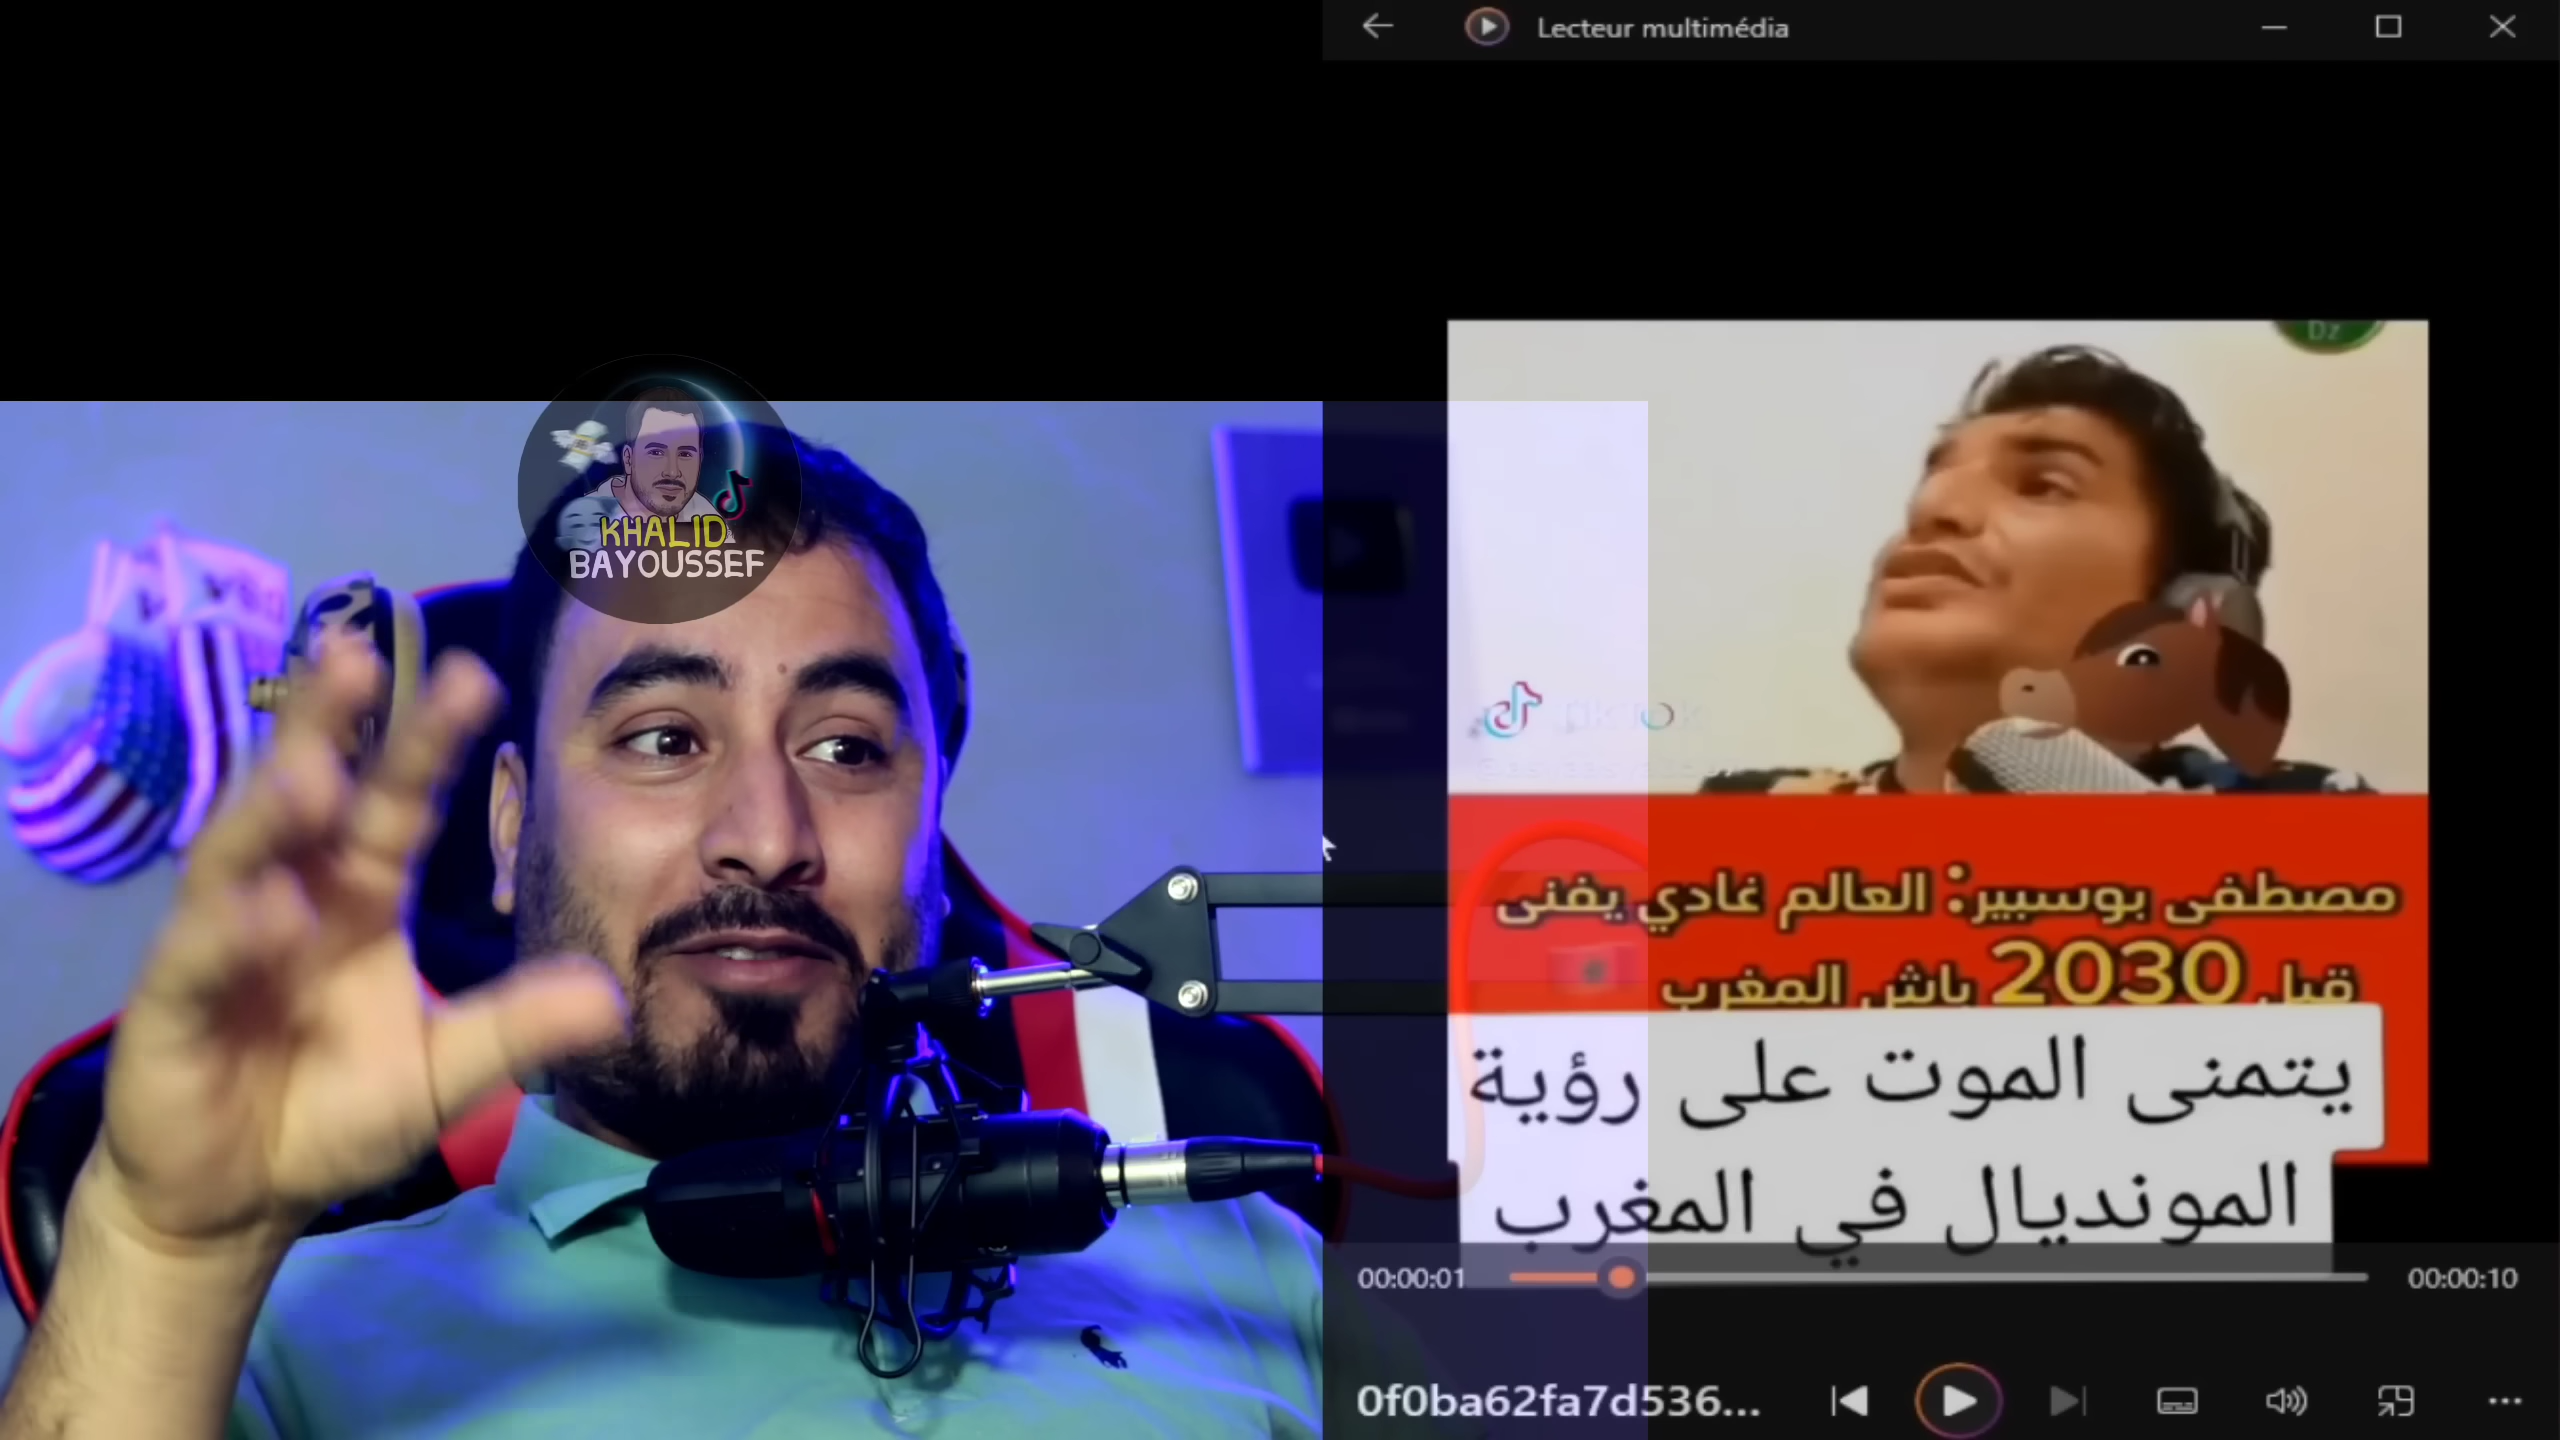 Lecteur multimédia
Dz
KHALID
BAYOUSSEF
مصطفى بوسبير: العالم غادي يفنى
قبل 2030 باش المغرب
يتمنى الموت على رؤية
المونديال في المغرب
00:00:01
00:00:10
0f0ba62fa7d536...